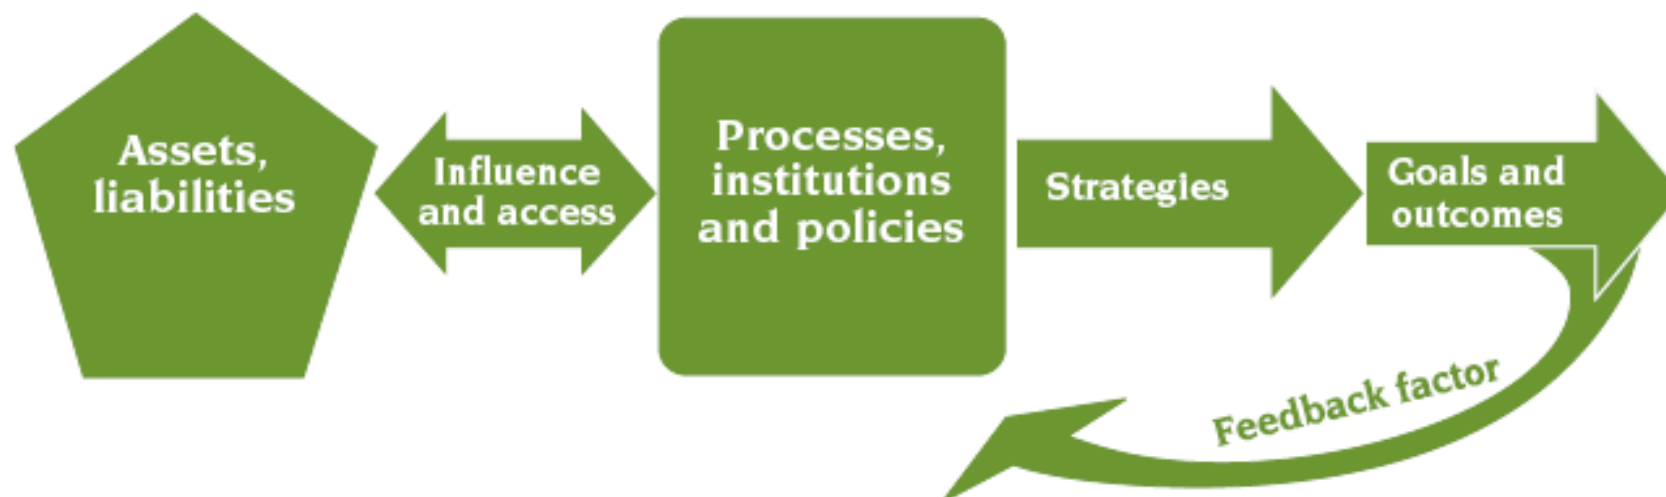 Assets,
liabilities
Influence
and access
Processes,
institutions
and policies
Strategies
Goals and
outcomes
Feedback factor